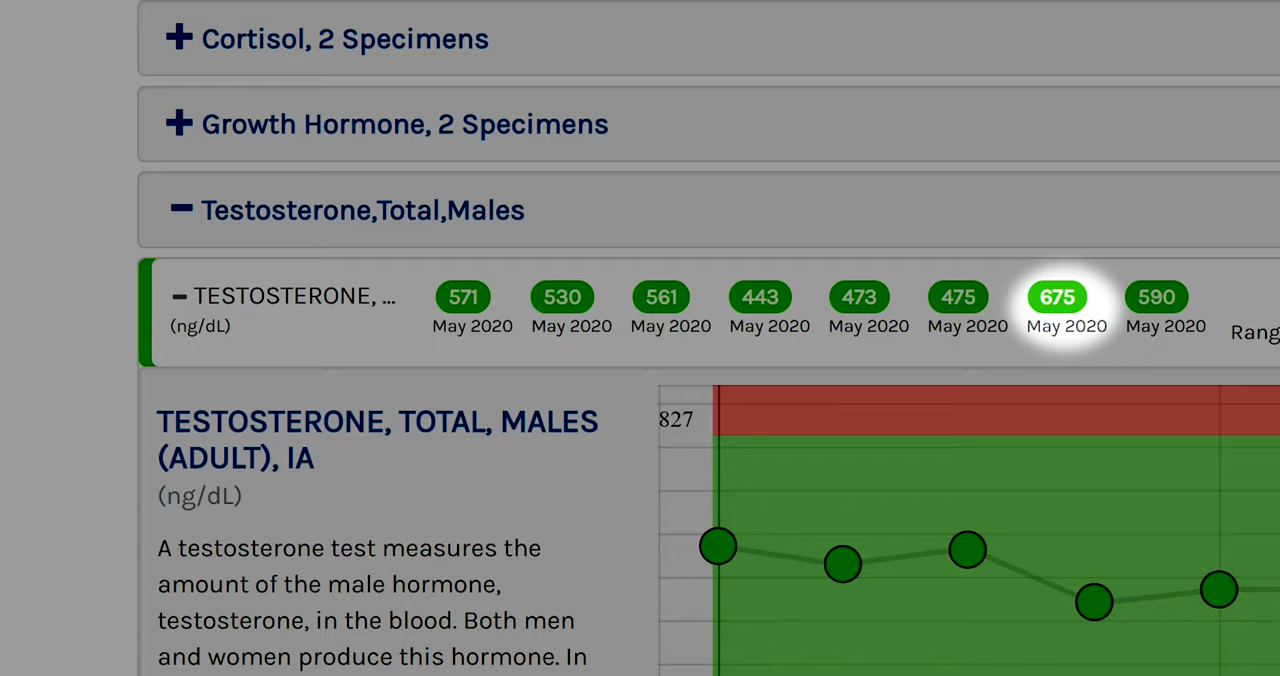 Cortisol, 2 Specimens
Growth Hormone, 2 Specimens
Testosterone,Total,Males
TESTOSTERONE, ... 571 530 561 443 473 475 675 590
(ng/dL) May 2020 May 2020 May 2020 May 2020 May 2020 May 2020 May 2020 May 2020 Rang
TESTOSTERONE, TOTAL, MALES
(ADULT), IA
(ng/dL)
827
A testosterone test measures the
amount of the male hormone,
testosterone, in the blood. Both men
and women produce this hormone. In